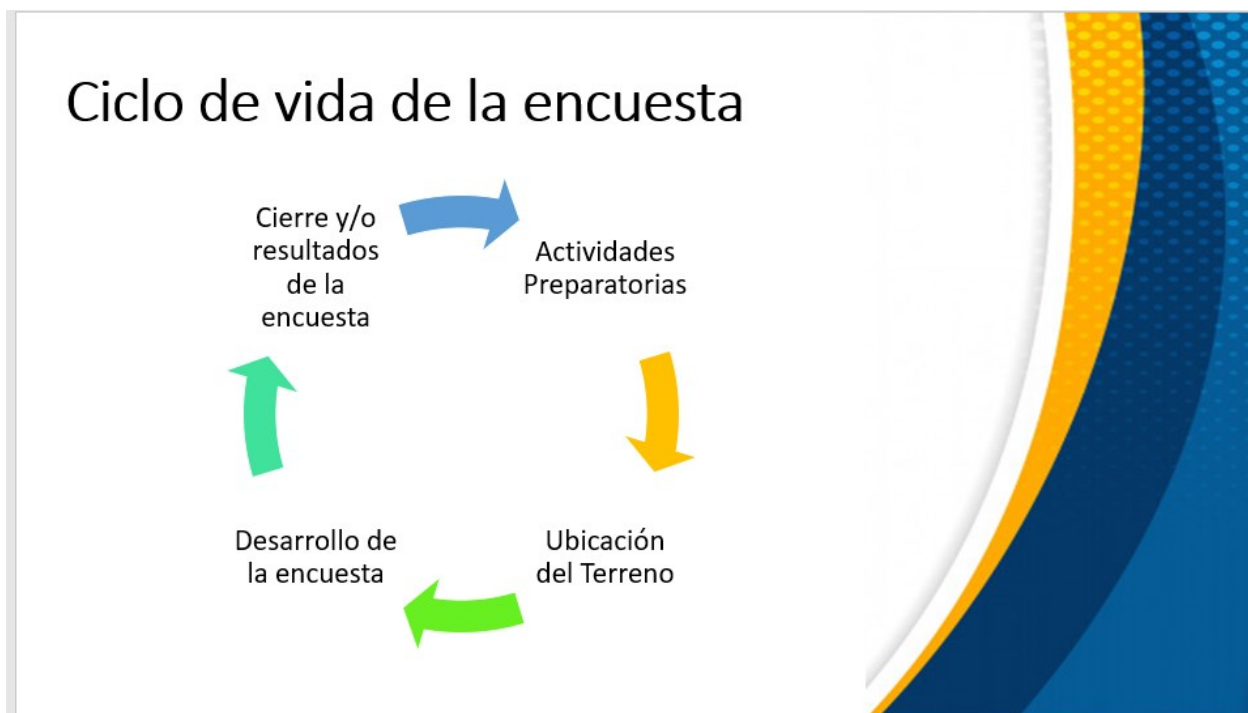 Ciclo de vida de la encuesta
Cierre y/o
resultados
de la
encuesta
Actividades
Preparatorias
Ubicación
del Terreno
Desarrollo de
la encuesta